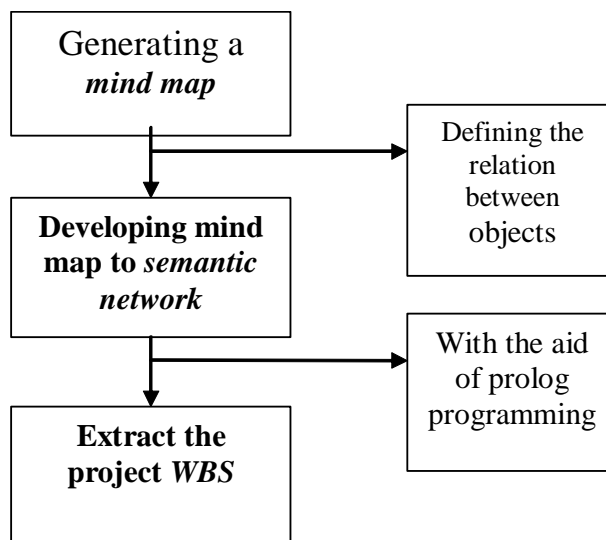 Generating a
mind map
Defining the
relation
between
objects
Developing mind
map to semantic
network
With the aid
of prolog
programming
Extract the
project WBS